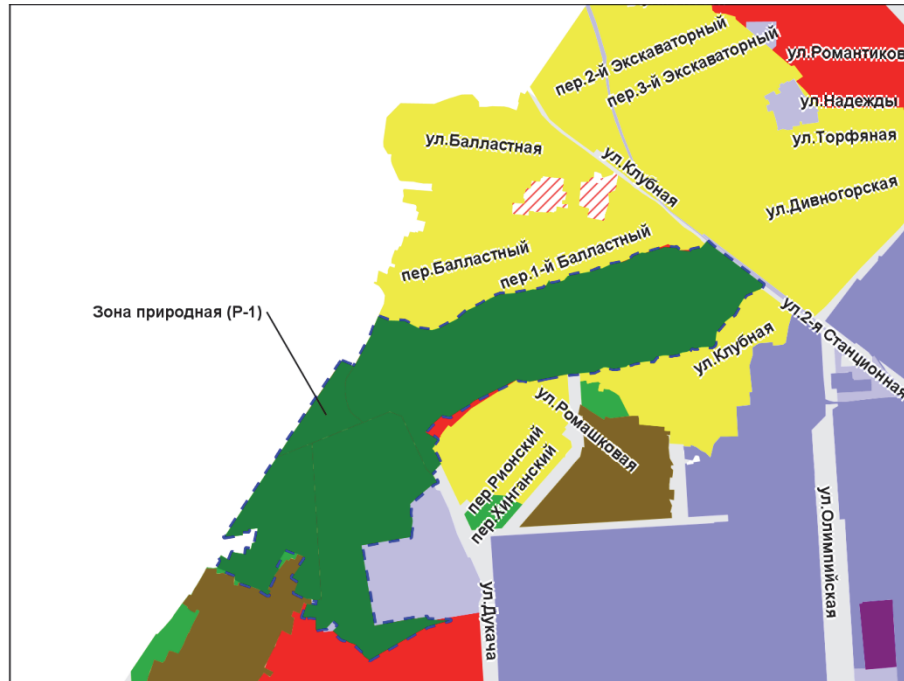 пер.2-й Экскаваторный
пер.3-й Экскаваторный
ул.Романтиков
ул.Надежды
ул.Торфяная
ул.Балластная
ул.Клубная
ул.Дивногорская
пер.Балластный
пер.1-й Балластный
Зона природная (Р-1)
ул.2-я Станционная
ул.Клубная
ул.Ромашковая
пер.Рионский
пер.Хинганский
ул.Олимпийская
ул.Дукача